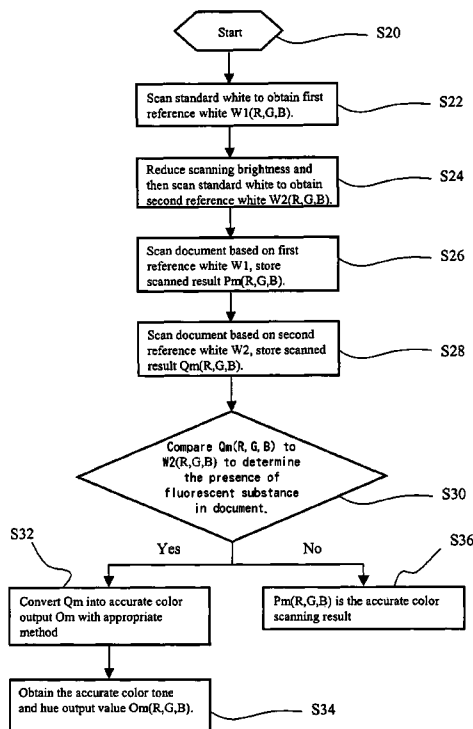 Start
S20
Scan standard white to obtain first
reference white W1(R,G,B).
S22
Reduce scanning brightness and
then scan standard white to obtain
second reference white W2(R,G,B).
S24
Scan document based on first
reference white W1, store
scanned result Pm(R,G,B).
S26
Scan document based on second
reference white W2, store scanned
result Qm(R,G,B).
S28
Compare Qm(R, G, B) to
W2(R,G,B) to determine
the presence of
fluorescent substance
in document.
S30
Yes
No
S32
Convert Qm into accurate color
output Om with appropriate
method
S36
Pm(R,G,B) is the accurate color
scanning result
Obtain the accurate color tone
and hue output value Om(R,G,B).
S34